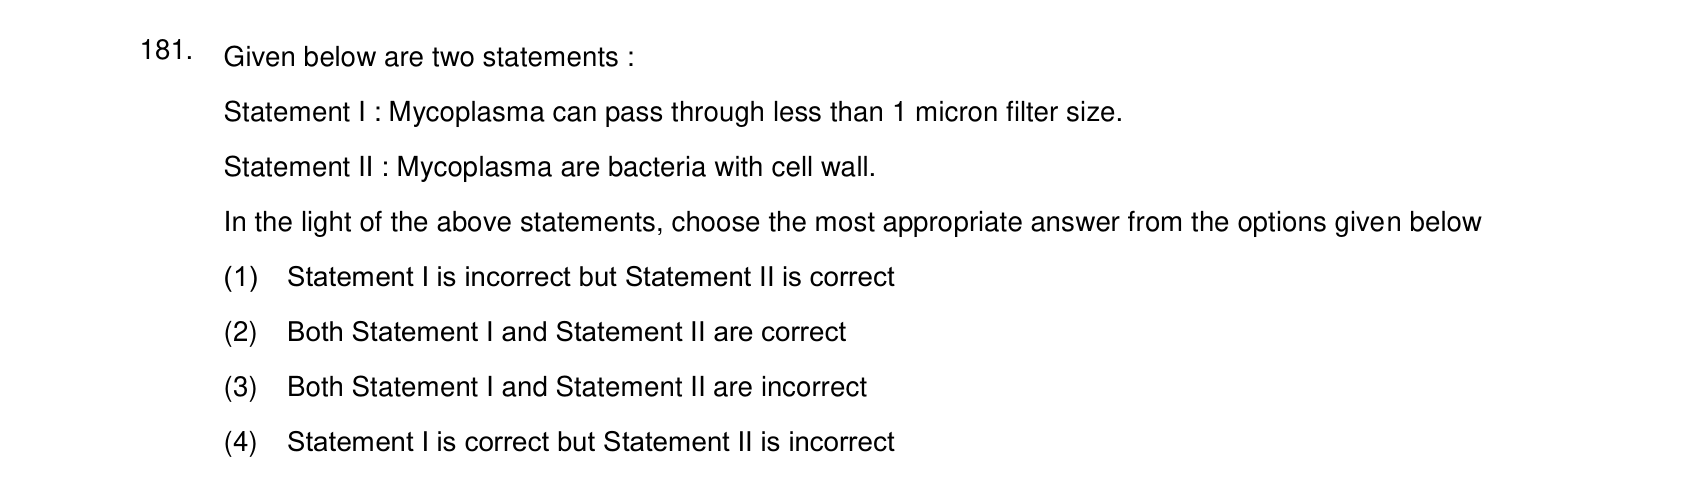 181. Given below are two statements :
Statement I : Mycoplasma can pass through less than 1 micron filter size.
Statement II : Mycoplasma are bacteria with cell wall.
In the light of the above statements, choose the most appropriate answer from the options given below
(1) Statement I is incorrect but Statement II is correct
(2) Both Statement I and Statement II are correct
(3) Both Statement I and Statement II are incorrect
(4) Statement I is correct but Statement II is incorrect